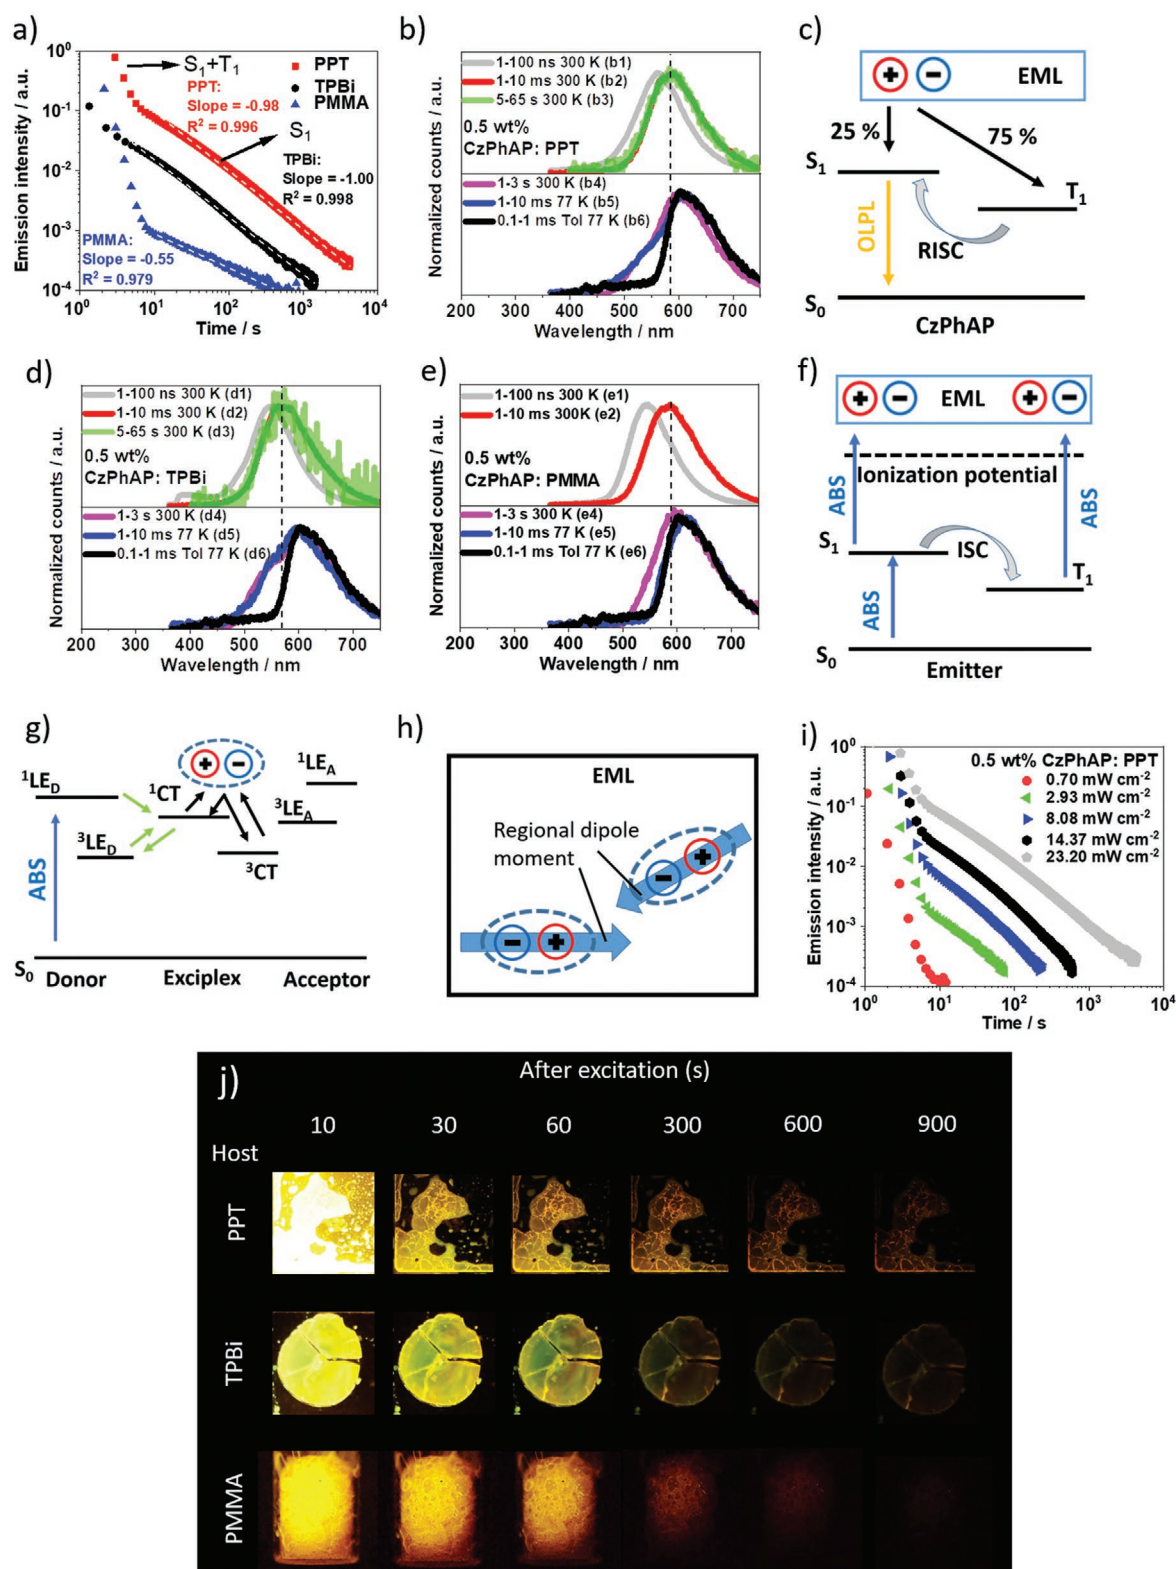 a)
Emission intensity / a.u.
10⁰
10⁻¹
10⁻²
10⁻³
10⁻⁴
S₁+T₁
PPT
TPBi
PMMA
PPT:
Slope = -0.98
R² = 0.996
S₁
TPBi:
Slope = -1.00
R² = 0.998
PMMA:
Slope = -0.55
R² = 0.979
10⁰ 10¹ 10² 10³ 10⁴
Time / s
b)
Normalized counts / a.u.
1-100 ns 300 K (b1)
1-10 ms 300 K (b2)
5-65 s 300 K (b3)
0.5 wt%
CzPhAP: PPT
1-3 s 300 K (b4)
1-10 ms 77 K (b5)
0.1-1 ms Tol 77 K (b6)
200 300 400 500 600 700
Wavelength / nm
c)
+ − EML
25 %
75 %
S₁
T₁
OLPL
RISC
S₀
CzPhAP
d)
Normalized counts / a.u.
1-100 ns 300 K (d1)
1-10 ms 300 K (d2)
5-65 s 300 K (d3)
0.5 wt%
CzPhAP: TPBi
1-3 s 300 K (d4)
1-10 ms 77 K (d5)
0.1-1 ms Tol 77 K (d6)
200 300 400 500 600 700
Wavelength / nm
e)
Normalized counts / a.u.
1-100 ns 300 K (e1)
1-10 ms 300K (e2)
0.5 wt%
CzPhAP: PMMA
1-3 s 300 K (e4)
1-10 ms 77 K (e5)
0.1-1 ms Tol 77 K (e6)
200 300 400 500 600 700
Wavelength / nm
f)
+ − EML + −
Ionization potential
ABS
ABS
S₁
ISC
T₁
ABS
S₀
Emitter
g)
+ −
¹LE_D
¹CT
¹LE_A
³LE_D
³LE_A
³CT
ABS
S₀
Donor Exciplex Acceptor
h)
EML
Regional dipole
moment
− +
− +
i)
Emission intensity / a.u.
10⁰
10⁻¹
10⁻²
10⁻³
10⁻⁴
0.5 wt% CzPhAP: PPT
0.70 mW cm⁻²
2.93 mW cm⁻²
8.08 mW cm⁻²
14.37 mW cm⁻²
23.20 mW cm⁻²
10⁰ 10¹ 10² 10³ 10⁴
Time / s
j)
After excitation (s)
10 30 60 300 600 900
Host
PPT
TPBi
PMMA